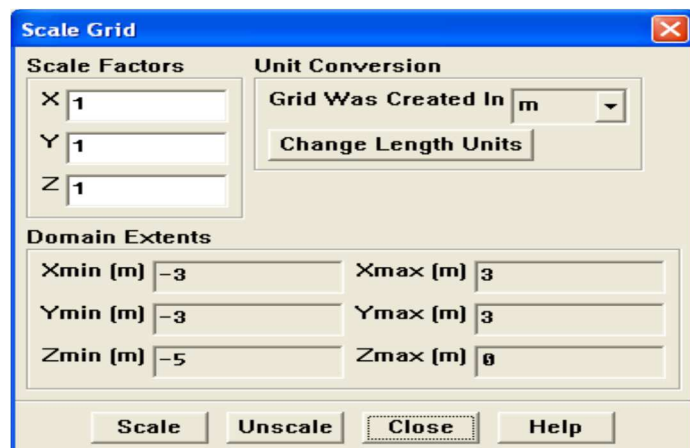 Scale Grid
Scale Factors
X 1
Y 1
Z 1
Unit Conversion
Grid Was Created In m
Change Length Units
Domain Extents
Xmin (m) -3 Xmax (m) 3
Ymin (m) -3 Ymax (m) 3
Zmin (m) -5 Zmax (m) 0
Scale Unscale Close Help